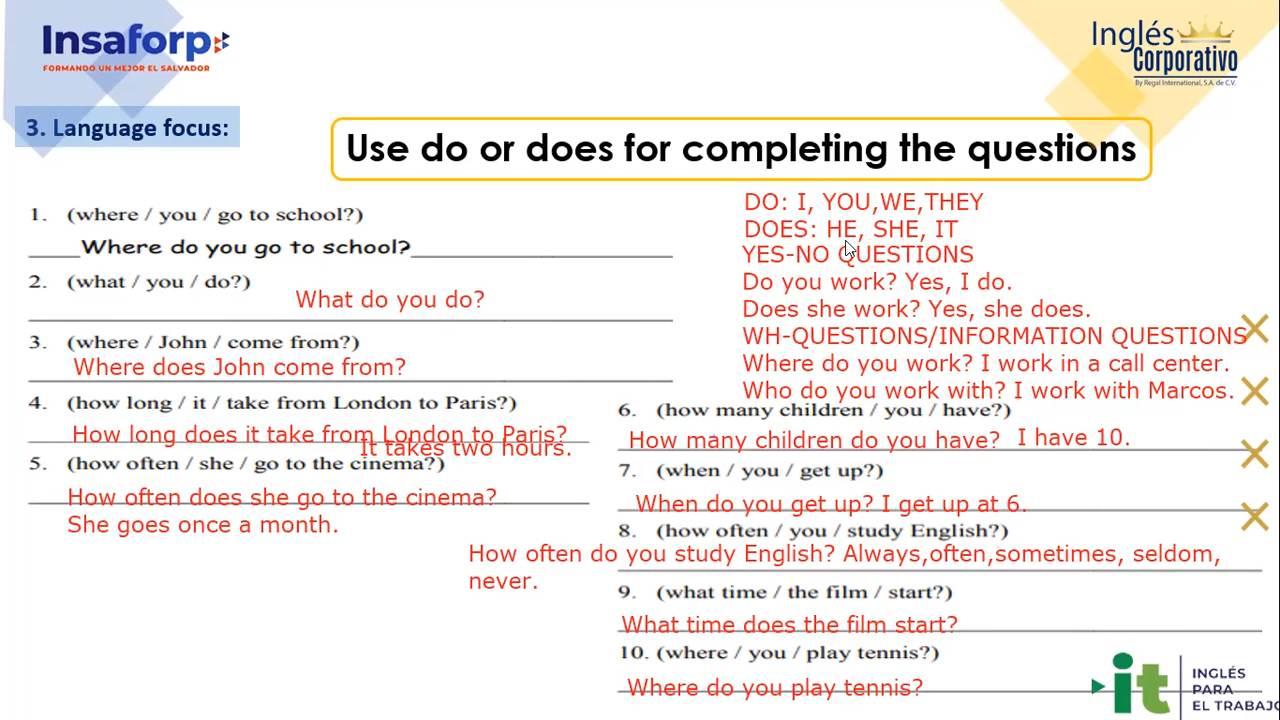 Insaforp
FORMANDO UN MEJOR EL SALVADOR
Inglés
Corporativo
By Regal International, S.A. de C.V.
3. Language focus:
Use do or does for completing the questions
1. (where / you / go to school?)
____Where do you go to school?____
2. (what / you / do?)
What do you do?
3. (where / John / come from?)
Where does John come from?
4. (how long / it / take from London to Paris?)
How long does it take from London to Paris?
It takes two hours.
5. (how often / she / go to the cinema?)
How often does she go to the cinema?
She goes once a month.
DO: I, YOU,WE,THEY
DOES: HE, SHE, IT
YES-NO QUESTIONS
Do you work? Yes, I do.
Does she work? Yes, she does.
WH-QUESTIONS/INFORMATION QUESTIONS
Where do you work? I work in a call center.
Who do you work with? I work with Marcos.
6. (how many children / you / have?)
How many children do you have? I have 10.
7. (when / you / get up?)
When do you get up? I get up at 6.
8. (how often / you / study English?)
How often do you study English? Always,often,sometimes, seldom,
never.
9. (what time / the film / start?)
What time does the film start?
10. (where / you / play tennis?)
Where do you play tennis?
it
INGLÉS
PARA
EL TRABAJO